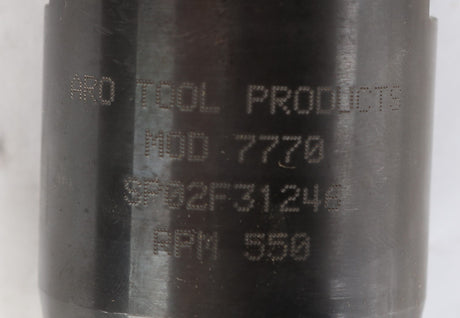 ARO TOOL PRODUCTS
MOD 7770
SP02F31246
RPM 550